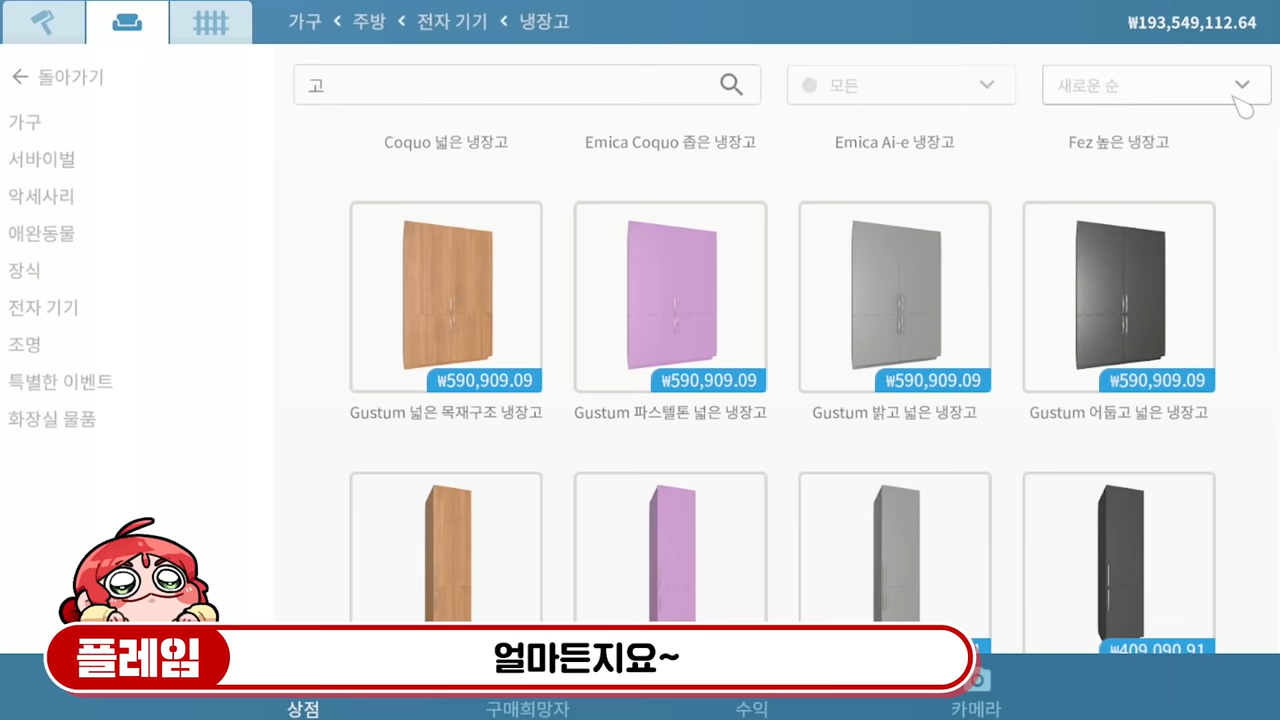 가구 < 주방 < 전자 기기 < 냉장고
₩193,549,112.64
돌아가기
가구
서바이벌
악세사리
애완동물
장식
전자 기기
조명
특별한 이벤트
화장실 물품
고
모든
새로운 순
Coquo 넓은 냉장고
Emica Coquo 좁은 냉장고
Emica Ai-e 냉장고
Fez 높은 냉장고
₩590,909.09
₩590,909.09
₩590,909.09
₩590,909.09
Gustum 넓은 목재구조 냉장고
Gustum 파스텔톤 넓은 냉장고
Gustum 밝고 넓은 냉장고
Gustum 어둡고 넓은 냉장고
₩409,090.91
플레임
얼마든지요~
상점
구매희망자
수익
카메라